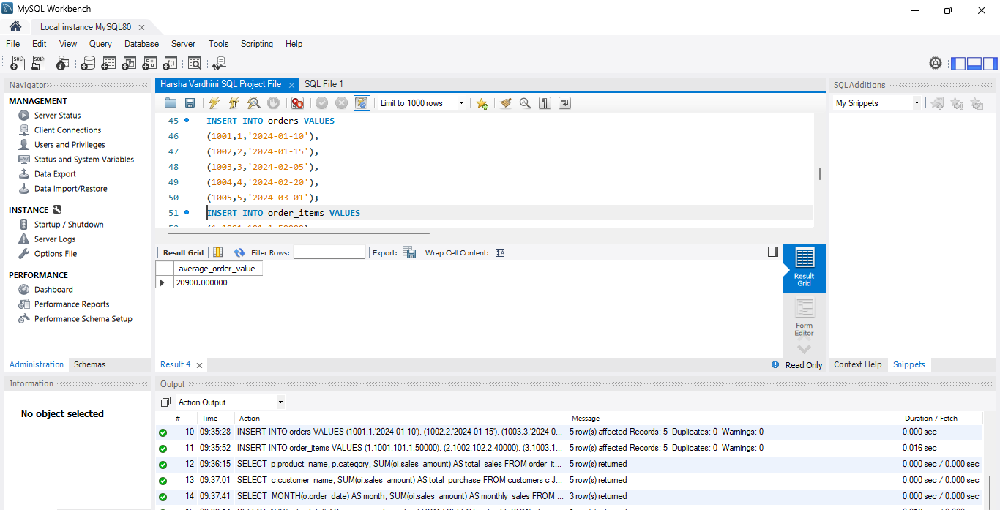 MySQL Workbench
Local instance MySQL80
File Edit View Query Database Server Tools Scripting Help
Navigator
MANAGEMENT
Server Status
Client Connections
Users and Privileges
Status and System Variables
Data Export
Data Import/Restore
INSTANCE
Startup / Shutdown
Server Logs
Options File
PERFORMANCE
Dashboard
Performance Reports
Performance Schema Setup
Administration Schemas
Information
No object selected
Harsha Vardhini SQL Project File SQL File 1
Limit to 1000 rows
45 INSERT INTO orders VALUES
46 (1001,1,'2024-01-10'),
47 (1002,2,'2024-01-15'),
48 (1003,3,'2024-02-05'),
49 (1004,4,'2024-02-20'),
50 (1005,5,'2024-03-01');
51 INSERT INTO order_items VALUES
Result Grid Filter Rows: Export: Wrap Cell Content:
average_order_value
20900.000000
Result Grid
Form Editor
Result 4
Read Only
SQLAdditions
My Snippets
Context Help Snippets
Output
Action Output
# Time Action Message Duration / Fetch
10 09:35:28 INSERT INTO orders VALUES (1001,1,'2024-01-10'), (1002,2,'2024-01-15'), (1003,3,'2024-0... 5 row(s) affected Records: 5 Duplicates: 0 Warnings: 0 0.000 sec
11 09:35:52 INSERT INTO order_items VALUES (1,1001,101,1,50000), (2,1002,102,2,40000), (3,1003,1... 5 row(s) affected Records: 5 Duplicates: 0 Warnings: 0 0.016 sec
12 09:36:15 SELECT p.product_name, p.category, SUM(oi.sales_amount) AS total_sales FROM order_it... 5 row(s) returned 0.000 sec / 0.000 sec
13 09:37:01 SELECT c.customer_name, SUM(oi.sales_amount) AS total_purchase FROM customers c J... 5 row(s) returned 0.000 sec / 0.000 sec
14 09:37:41 SELECT MONTH(o.order_date) AS month, SUM(oi.sales_amount) AS monthly_sales FROM ... 3 row(s) returned 0.000 sec / 0.000 sec